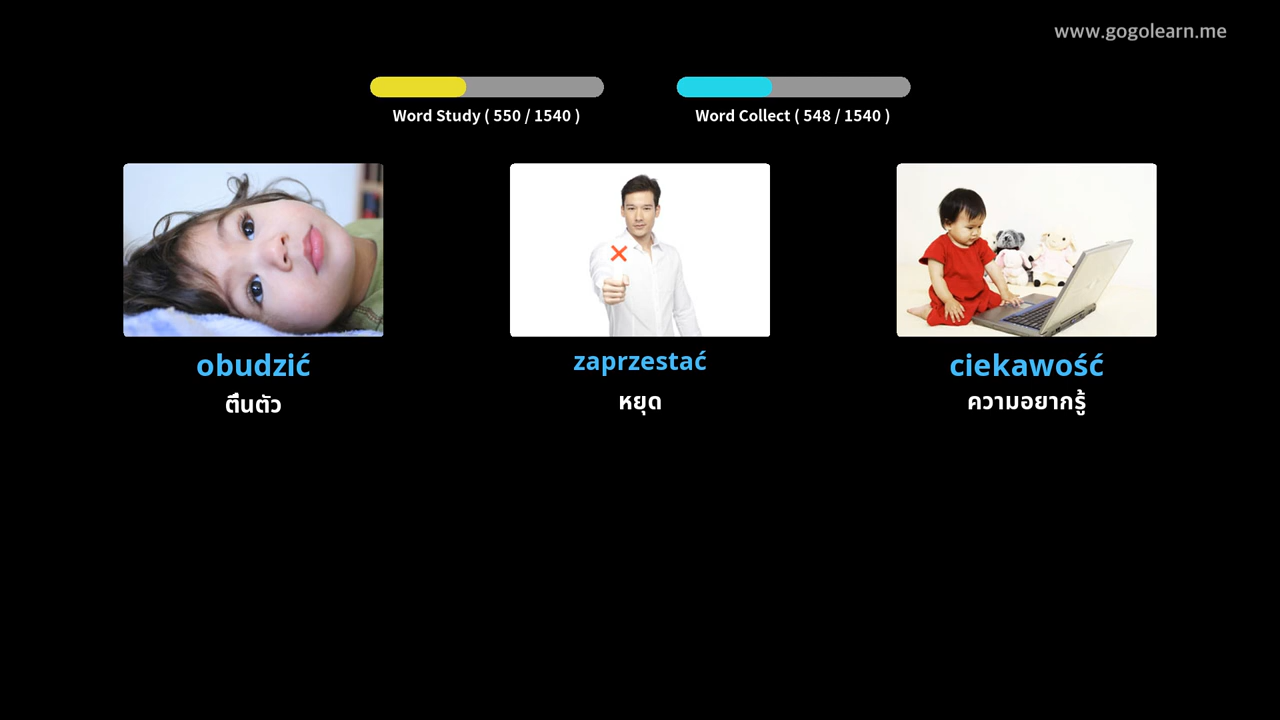 www.gogolearn.me
Word Study ( 550 / 1540 )
Word Collect ( 548 / 1540 )
obudzić
zaprzestać
ciekawość
ตื่นตัว
หยุด
ความอยากรู้